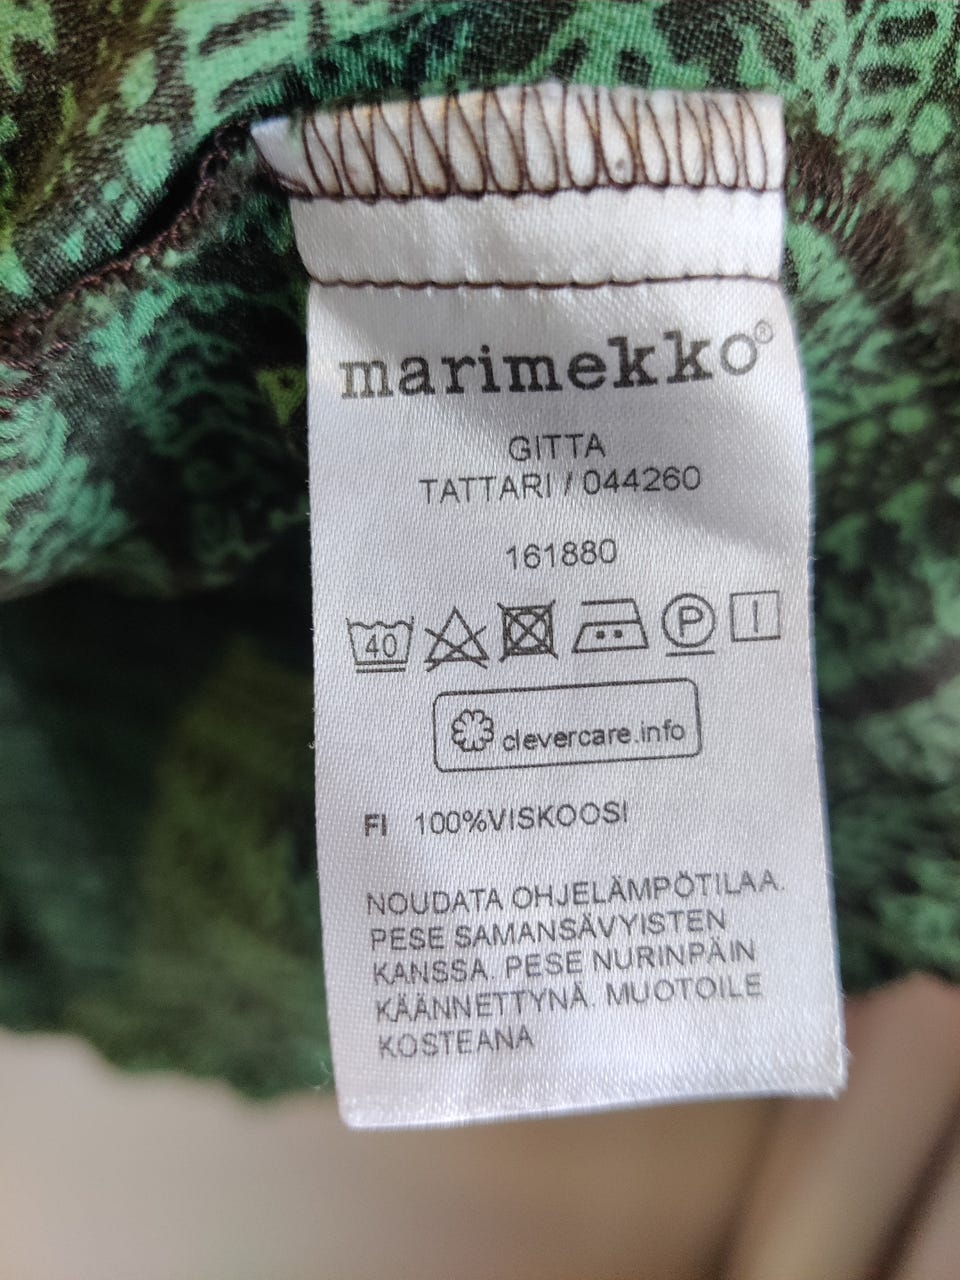 marimekko®
GITTA
TATTARI / 044260
161880
40 P
clevercare.info
FI 100%VISKOOSI
NOUDATA OHJELÄMPÖTILAA.
PESE SAMANSÄVYISTEN
KANSSA. PESE NURINPÄIN
KÄÄNNETTYNÄ. MUOTOILE
KOSTEANA